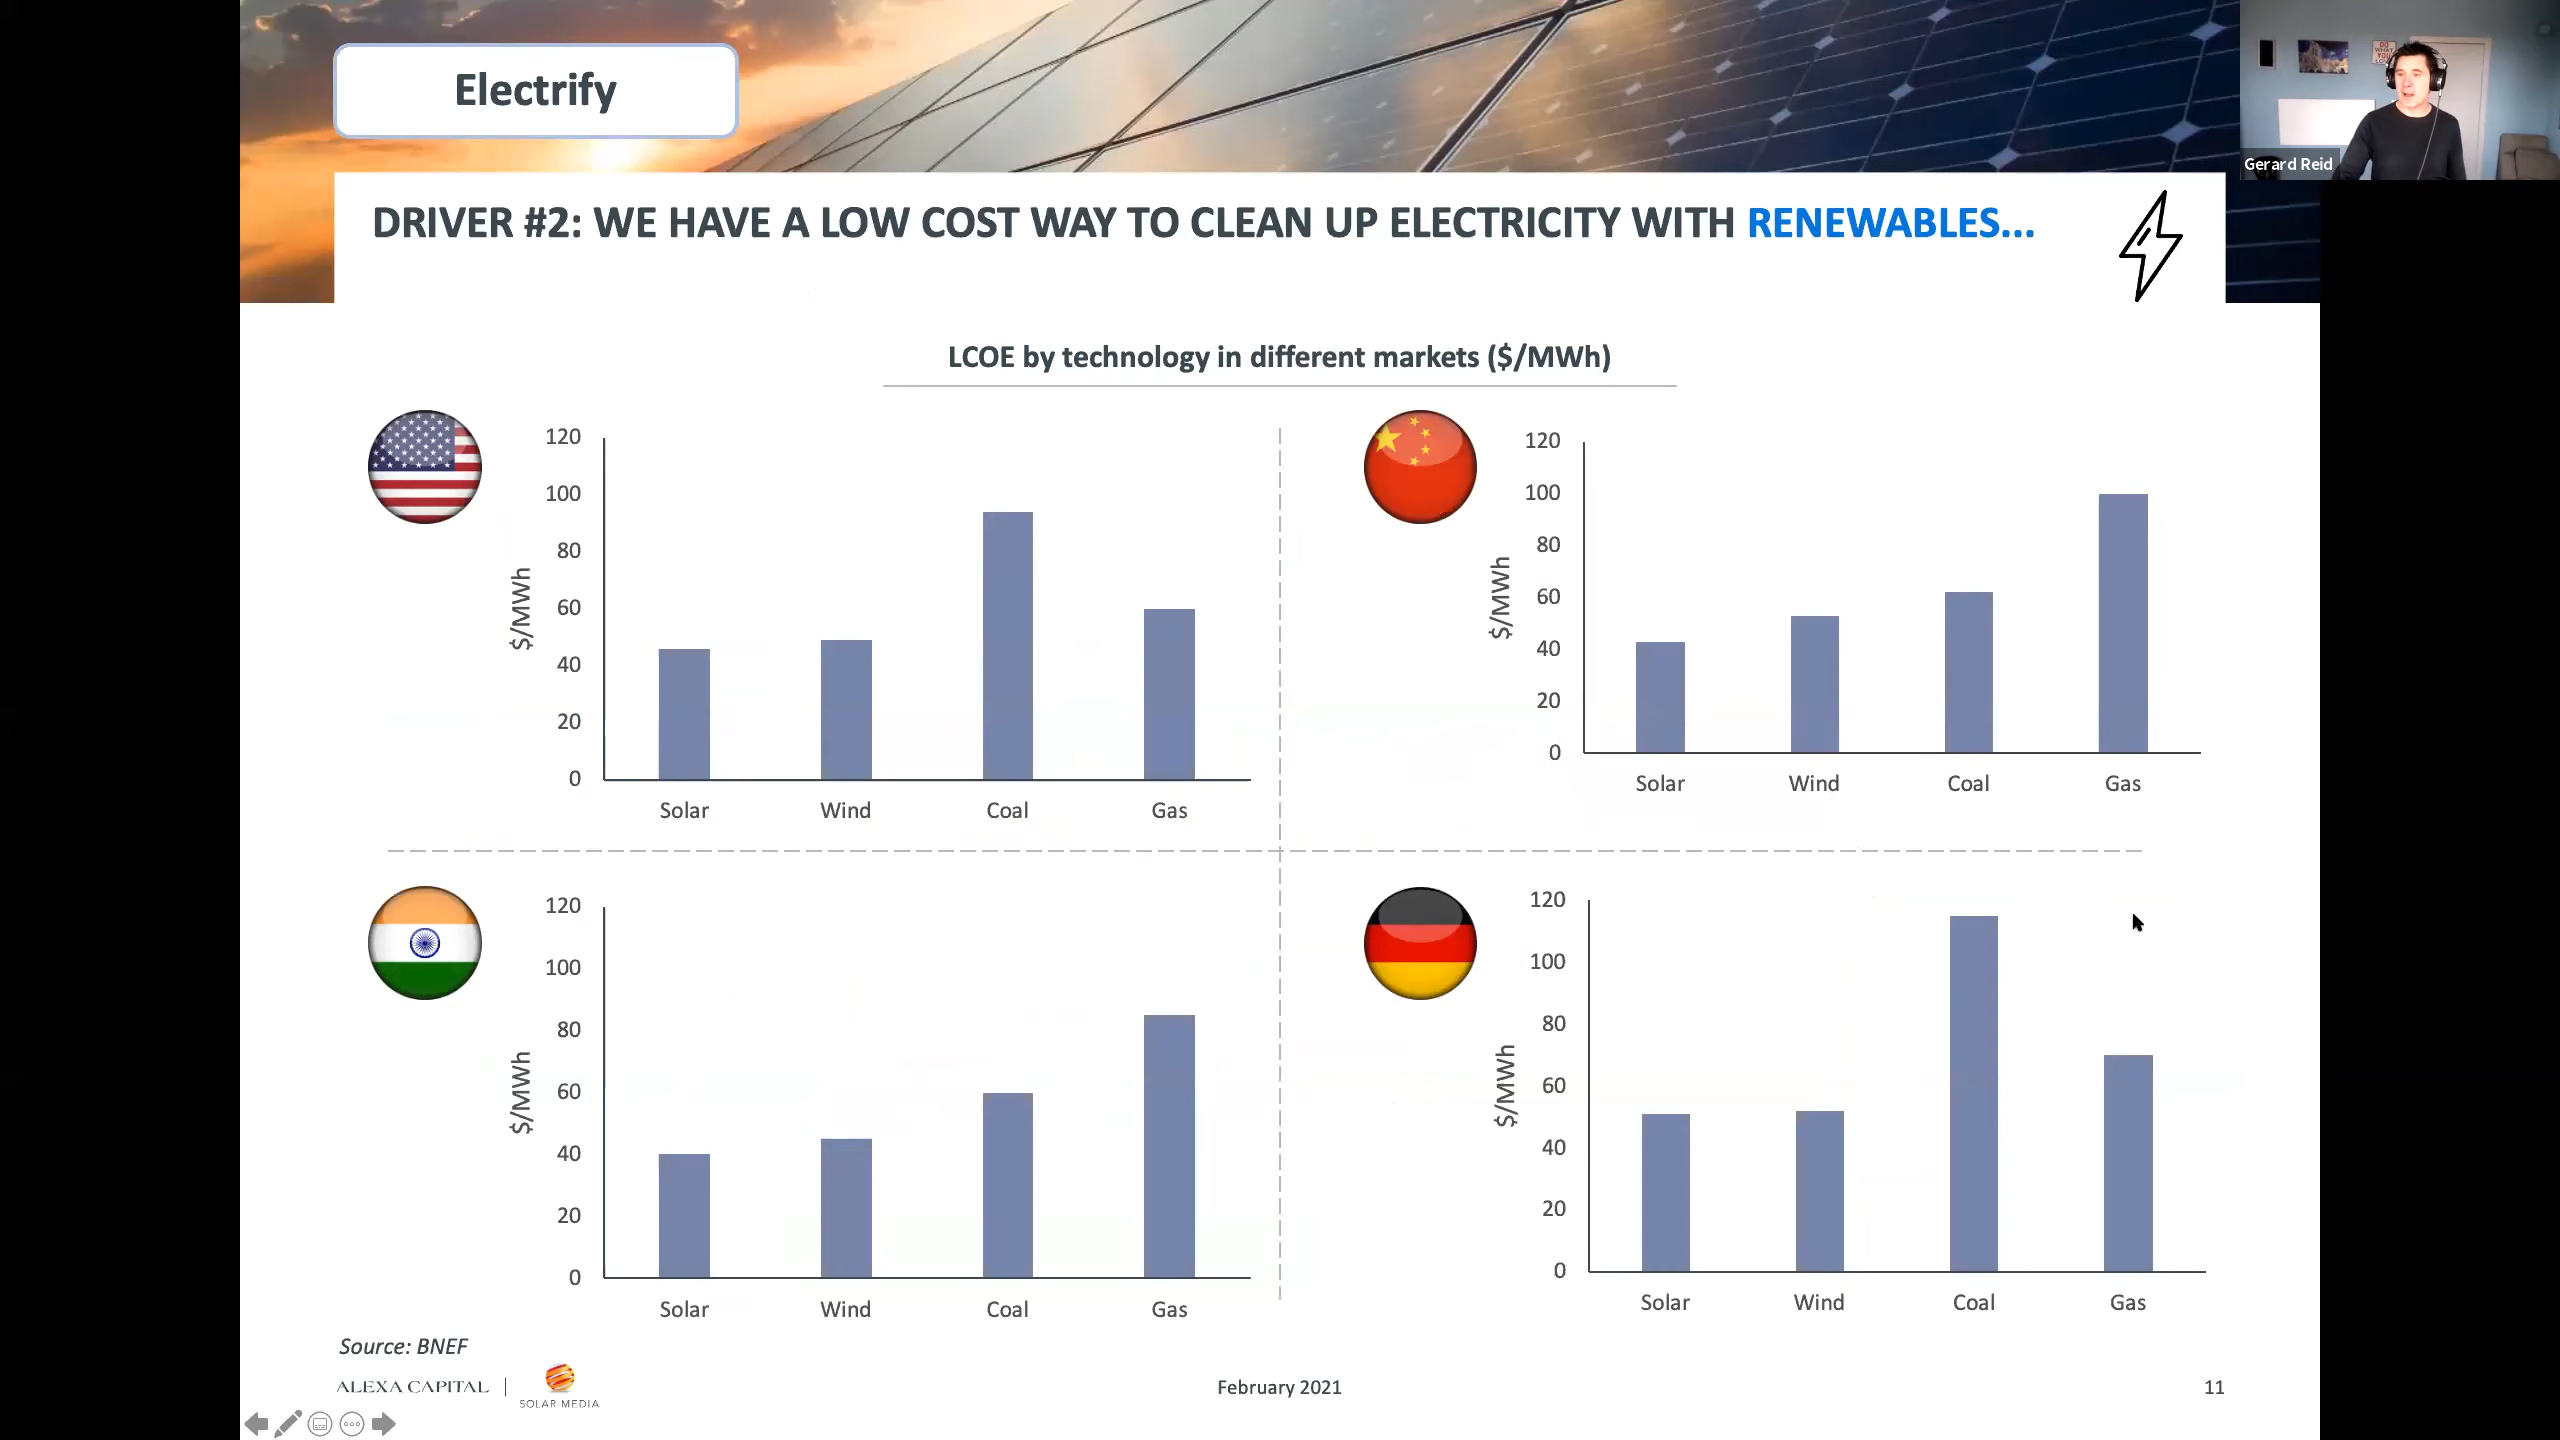 Electrify
Gerard Reid
DRIVER #2: WE HAVE A LOW COST WAY TO CLEAN UP ELECTRICITY WITH RENEWABLES...
LCOE by technology in different markets ($/MWh)
120
100
80
60
40
20
0
$/MWh
Solar Wind Coal Gas
120
100
80
60
40
20
0
$/MWh
Solar Wind Coal Gas
120
100
80
60
40
20
0
$/MWh
Solar Wind Coal Gas
120
100
80
60
40
20
0
$/MWh
Solar Wind Coal Gas
Source: BNEF
ALEXA CAPITAL | SOLAR MEDIA
February 2021
11